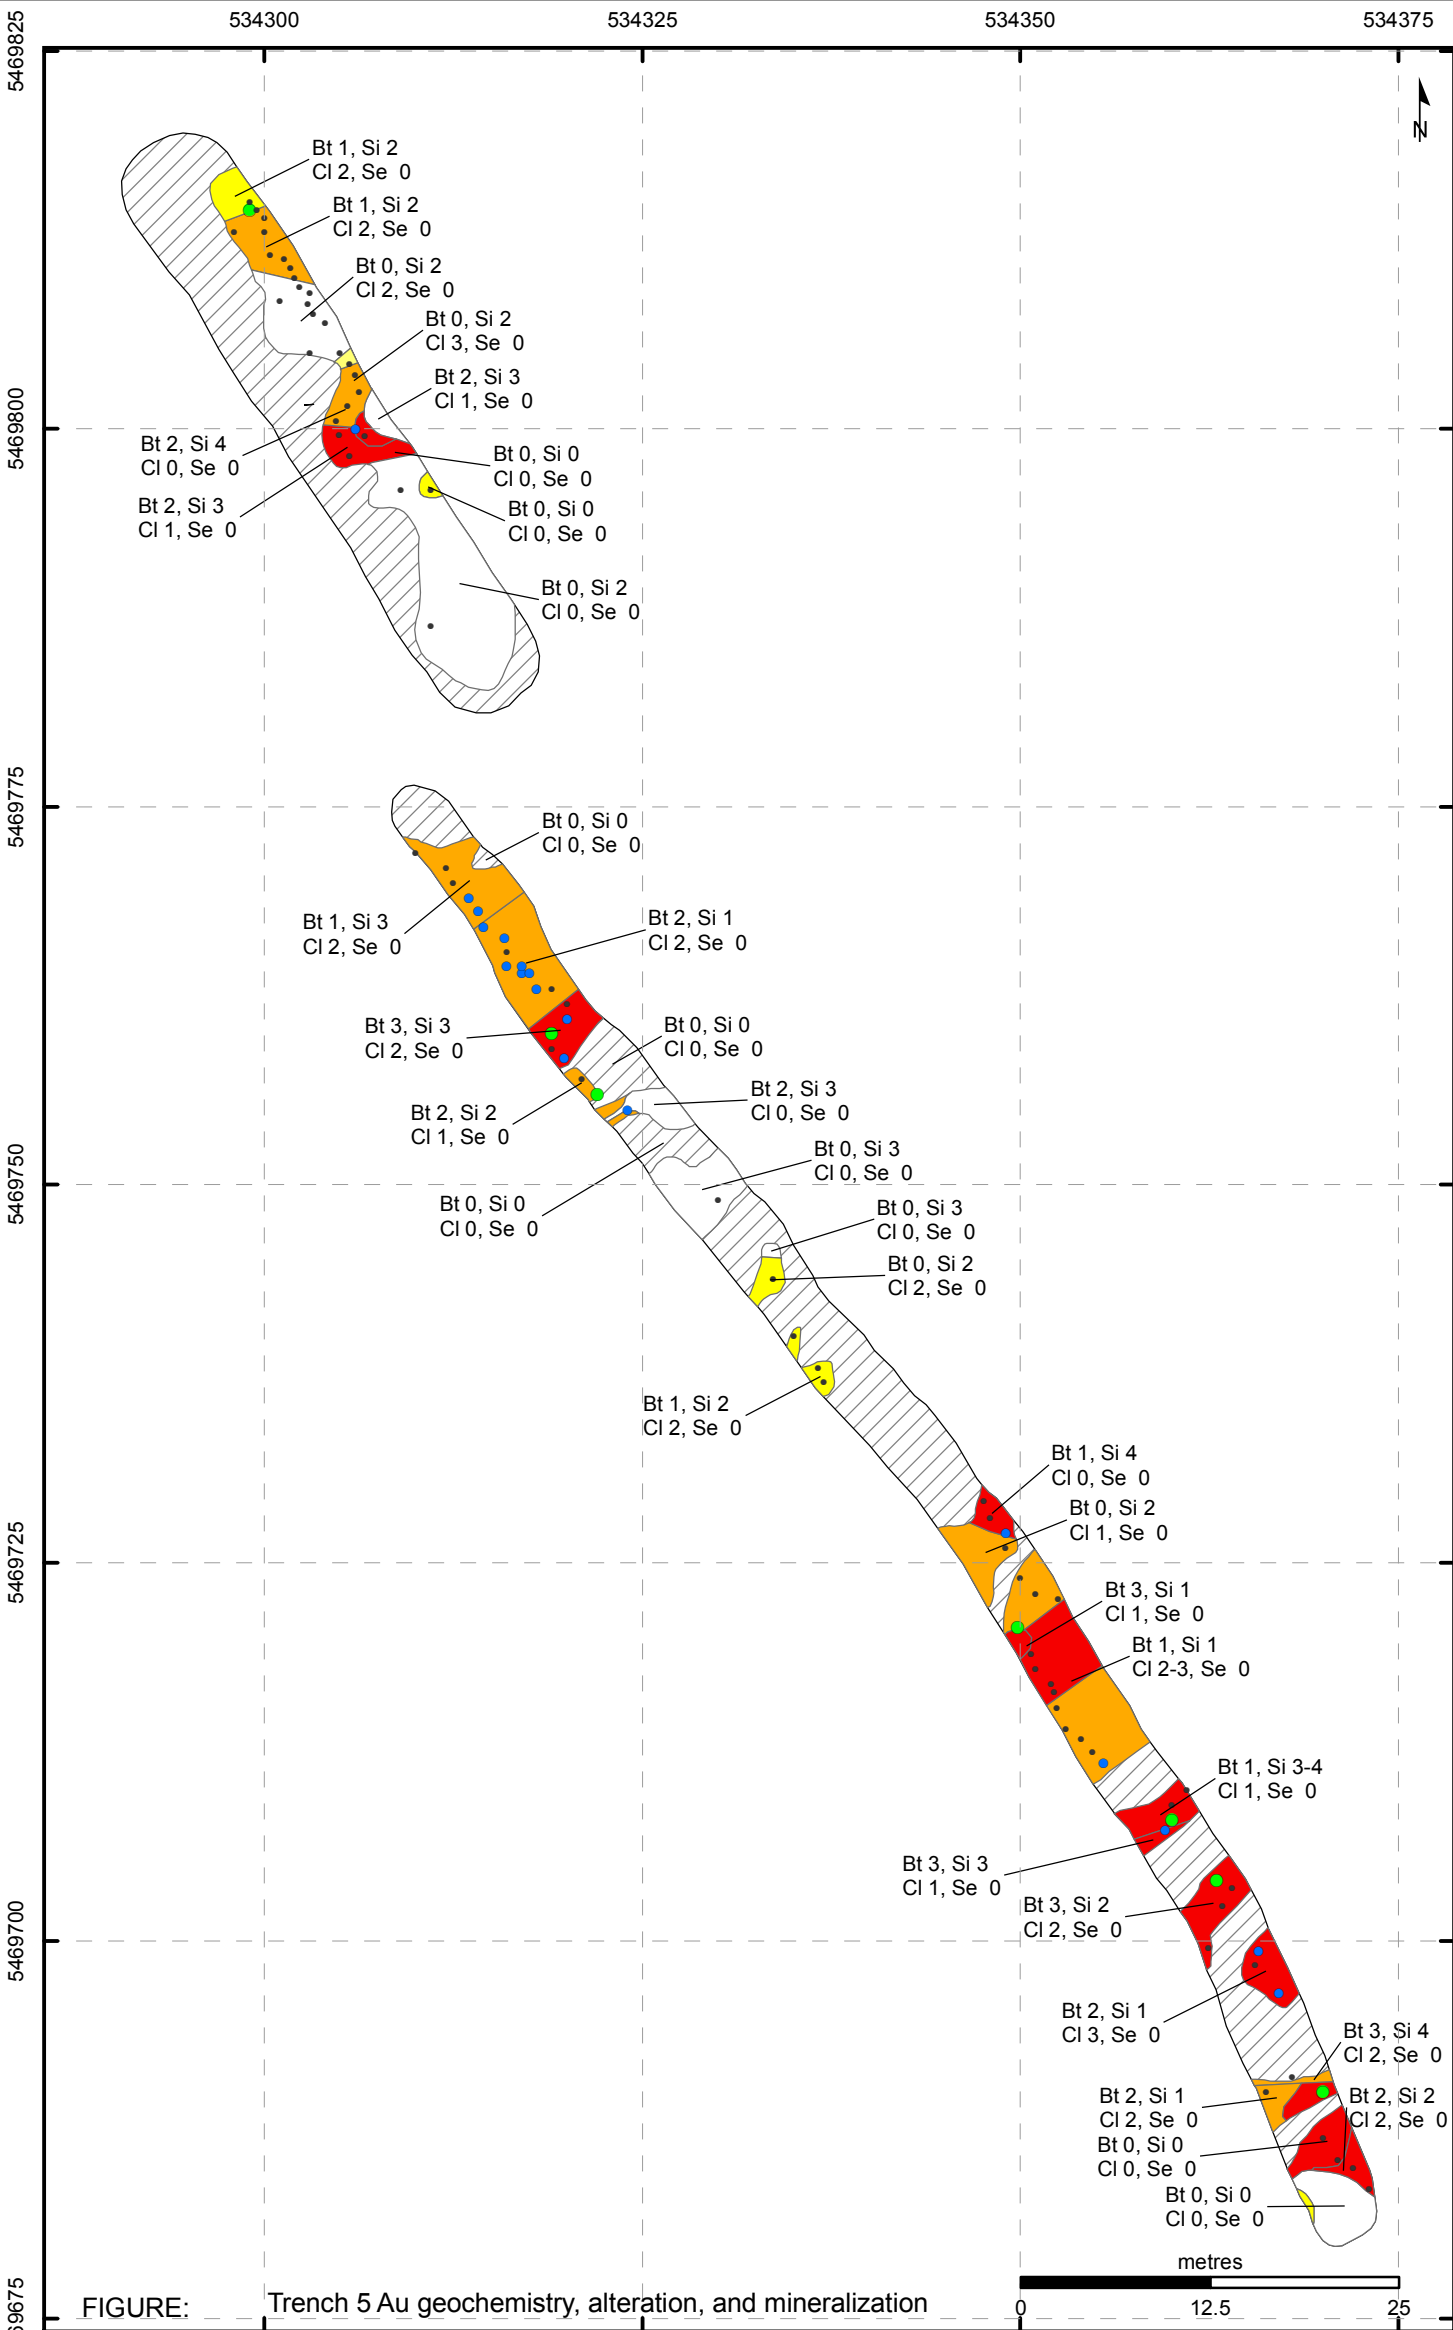 534300
534325
534350
534375
5469825
N
Bt 1, Si 2
Cl 2, Se 0
Bt 1, Si 2
Cl 2, Se 0
Bt 0, Si 2
Cl 2, Se 0
Bt 0, Si 2
Cl 3, Se 0
Bt 2, Si 3
Cl 1, Se 0
5469800
Bt 2, Si 4
Cl 0, Se 0
Bt 0, Si 0
Cl 0, Se 0
Bt 2, Si 3
Cl 1, Se 0
Bt 0, Si 0
Cl 0, Se 0
Bt 0, Si 2
Cl 0, Se 0
5469775
Bt 0, Si 0
Cl 0, Se 0
Bt 1, Si 3
Cl 2, Se 0
Bt 2, Si 1
Cl 2, Se 0
Bt 3, Si 3
Cl 2, Se 0
Bt 0, Si 0
Cl 0, Se 0
Bt 2, Si 3
Cl 0, Se 0
Bt 2, Si 2
Cl 1, Se 0
Bt 0, Si 3
Cl 0, Se 0
5469750
Bt 0, Si 0
Cl 0, Se 0
Bt 0, Si 3
Cl 0, Se 0
Bt 0, Si 2
Cl 2, Se 0
Bt 1, Si 2
Cl 2, Se 0
Bt 1, Si 4
Cl 0, Se 0
Bt 0, Si 2
Cl 1, Se 0
5469725
Bt 3, Si 1
Cl 1, Se 0
Bt 1, Si 1
Cl 2-3, Se 0
Bt 1, Si 3-4
Cl 1, Se 0
Bt 3, Si 3
Cl 1, Se 0
Bt 3, Si 2
Cl 2, Se 0
5469700
Bt 2, Si 1
Cl 3, Se 0
Bt 3, Si 4
Cl 2, Se 0
Bt 2, Si 1
Cl 2, Se 0
Bt 2, Si 2
Cl 2, Se 0
Bt 0, Si 0
Cl 0, Se 0
Bt 0, Si 0
Cl 0, Se 0
metres
0 12.5 25
FIGURE: Trench 5 Au geochemistry, alteration, and mineralization